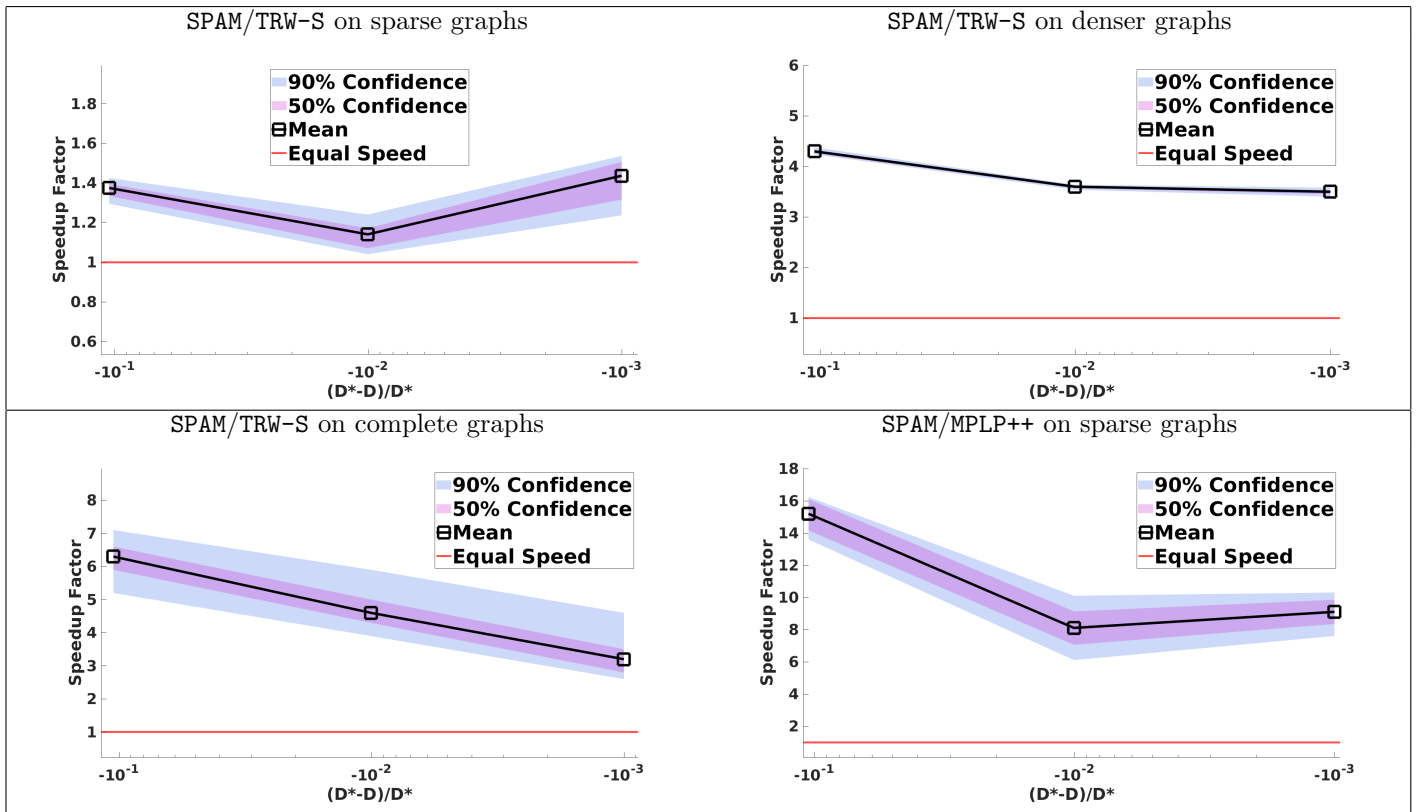 SPAM/TRW-S on sparse graphs
90% Confidence
50% Confidence
Mean
Equal Speed
Speedup Factor
1.8
1.6
1.4
1.2
1
0.8
0.6
-10^-1
-10^-2
-10^-3
(D*-D)/D*
SPAM/TRW-S on denser graphs
90% Confidence
50% Confidence
Mean
Equal Speed
Speedup Factor
6
5
4
3
2
1
-10^-1
-10^-2
-10^-3
(D*-D)/D*
SPAM/TRW-S on complete graphs
90% Confidence
50% Confidence
Mean
Equal Speed
Speedup Factor
8
7
6
5
4
3
2
1
-10^-1
-10^-2
-10^-3
(D*-D)/D*
SPAM/MPLP++ on sparse graphs
90% Confidence
50% Confidence
Mean
Equal Speed
Speedup Factor
18
16
14
12
10
8
6
4
2
-10^-1
-10^-2
-10^-3
(D*-D)/D*